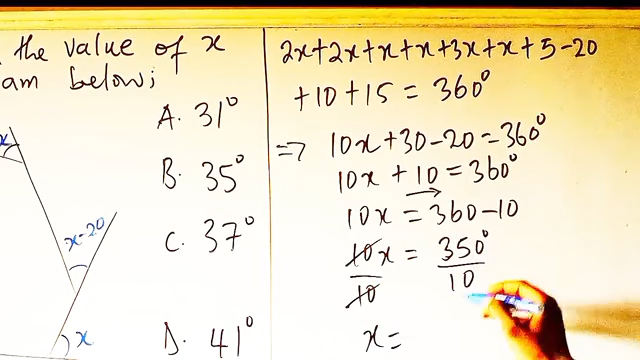 the value of x
am below;
A. 31°
B. 35°
C. 37°
D. 41°
x
x-20
x
2x+2x+x+x+3x+x+5-20
+10+15=360°
=> 10x+30-20=360°
10x+10=360°
10x=360-10
10x/10=350°/10
x=